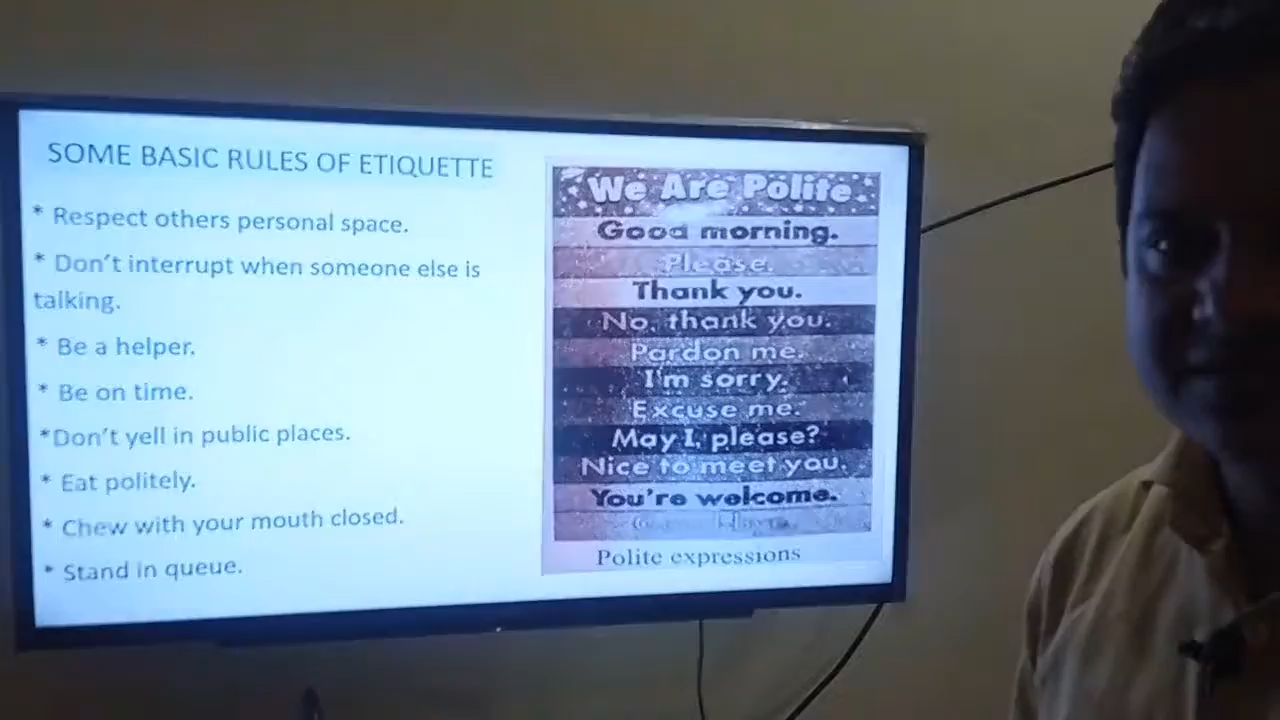 SOME BASIC RULES OF ETIQUETTE
* Respect others personal space.
* Don't interrupt when someone else is
talking.
* Be a helper.
* Be on time.
*Don't yell in public places.
* Eat politely.
* Chew with your mouth closed.
* Stand in queue.
We Are Polite.
Good morning.
Please.
Thank you.
No, thank you.
Pardon me.
I'm sorry.
Excuse me.
May I, please?
Nice to meet you.
You're welcome.
Polite expressions